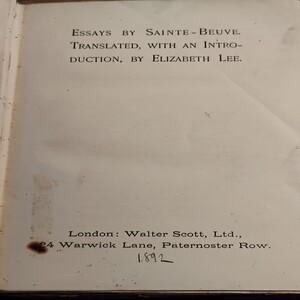 Essays by Sainte-Beuve.
Translated, with an Intro-
duction, by Elizabeth Lee.
London: Walter Scott, Ltd.,
24 Warwick Lane, Paternoster Row.
1892